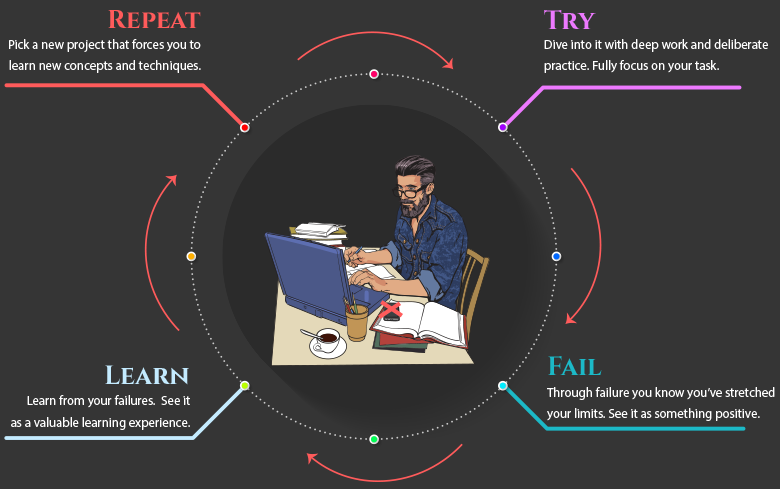 REPEAT
Pick a new project that forces you to
learn new concepts and techniques.
TRY
Dive into it with deep work and deliberate
practice. Fully focus on your task.
FAIL
Through failure you know you've stretched
your limits. See it as something positive.
LEARN
Learn from your failures. See it
as a valuable learning experience.